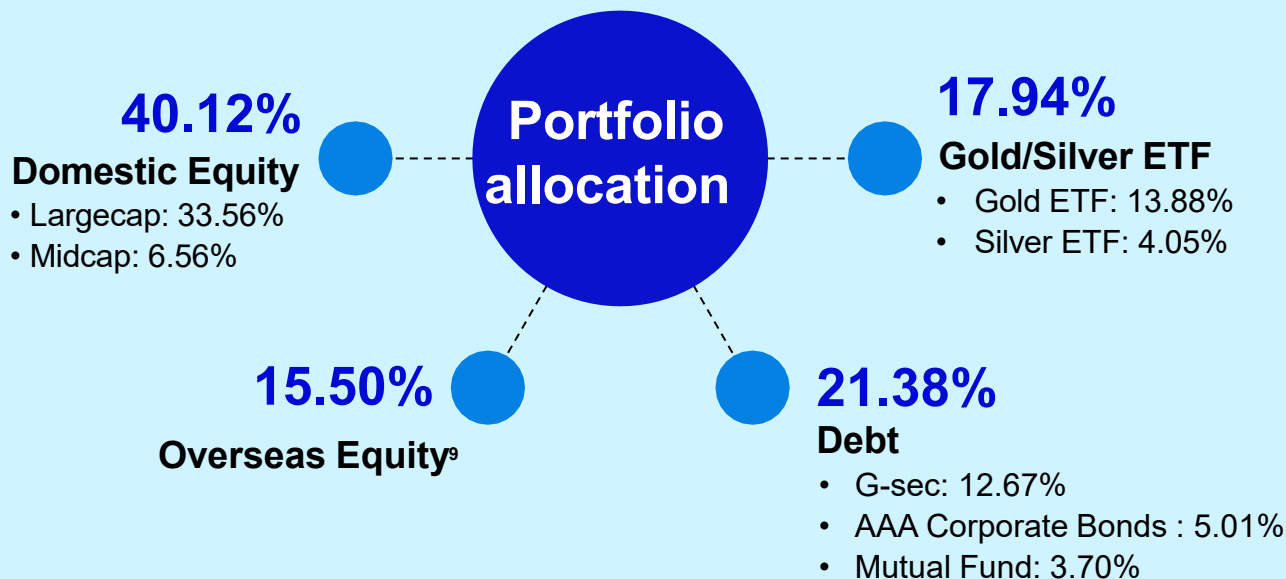 Portfolio
allocation
40.12%
Domestic Equity
• Largecap: 33.56%
• Midcap: 6.56%
17.94%
Gold/Silver ETF
• Gold ETF: 13.88%
• Silver ETF: 4.05%
15.50%
Overseas Equity⁹
21.38%
Debt
• G-sec: 12.67%
• AAA Corporate Bonds : 5.01%
• Mutual Fund: 3.70%